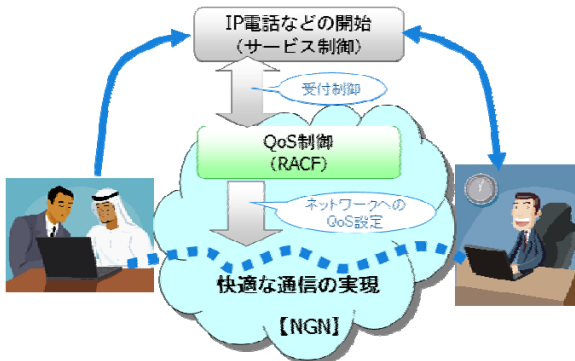 IP電話などの開始
（サービス制御）
受付制御
QoS制御
（RACF）
ネットワークへの
QoS設定
快適な通信の実現
【NGN】